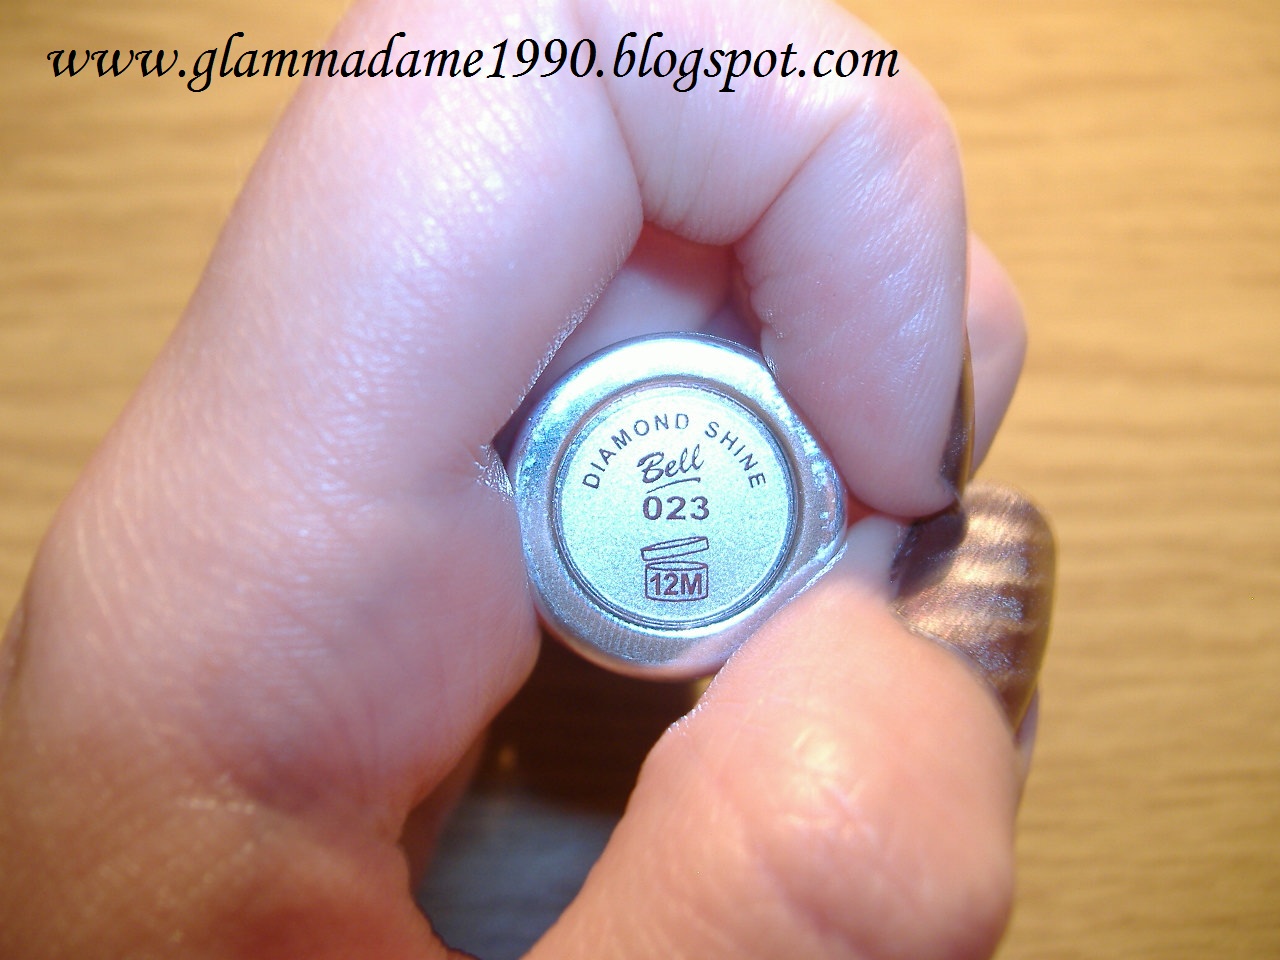 www.glammadame1990.blogspot.com
DIAMOND SHINE
Bell
023
12M